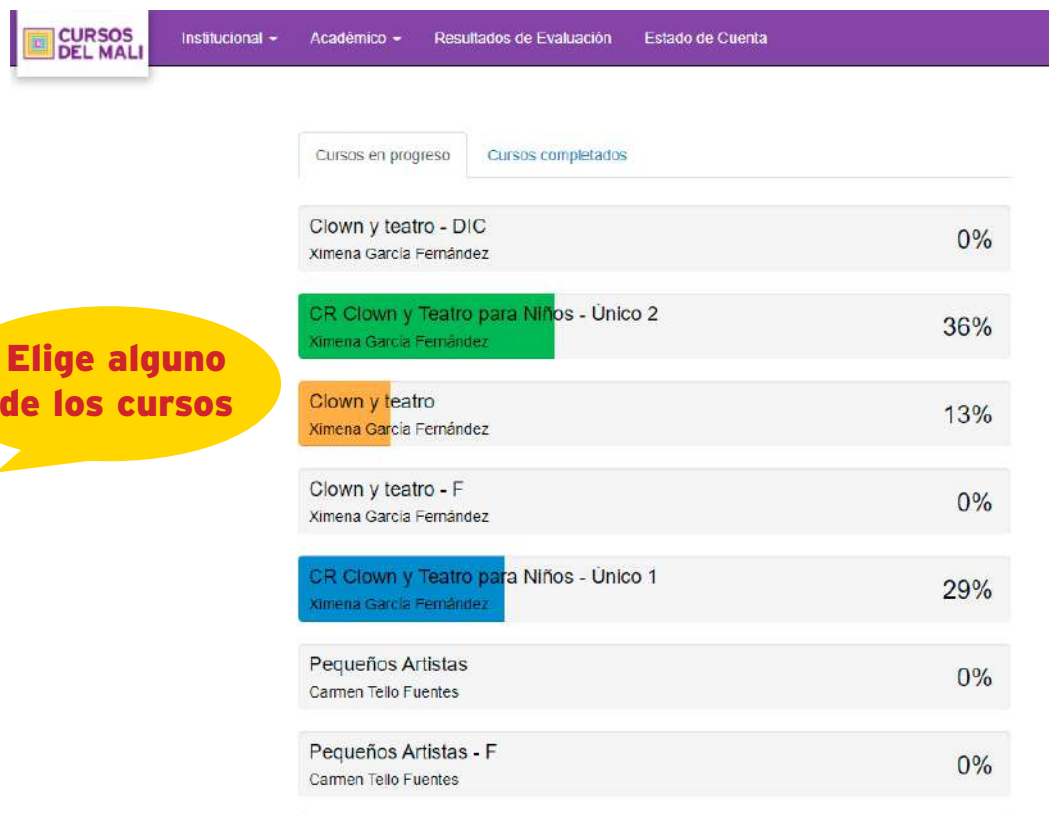 CURSOS
DEL MALI
Institucional
Académico
Resultados de Evaluación
Estado de Cuenta
Cursos en progreso
Cursos completados
Clown y teatro - DIC
Ximena García Fernández
0%
CR Clown y Teatro para Niños - Único 2
Ximena García Fernández
36%
Elige alguno
de los cursos
Clown y teatro
Ximena García Fernández
13%
Clown y teatro - F
Ximena García Fernández
0%
CR Clown y Teatro para Niños - Único 1
Ximena García Fernández
29%
Pequeños Artistas
Carmen Tello Fuentes
0%
Pequeños Artistas - F
Carmen Tello Fuentes
0%